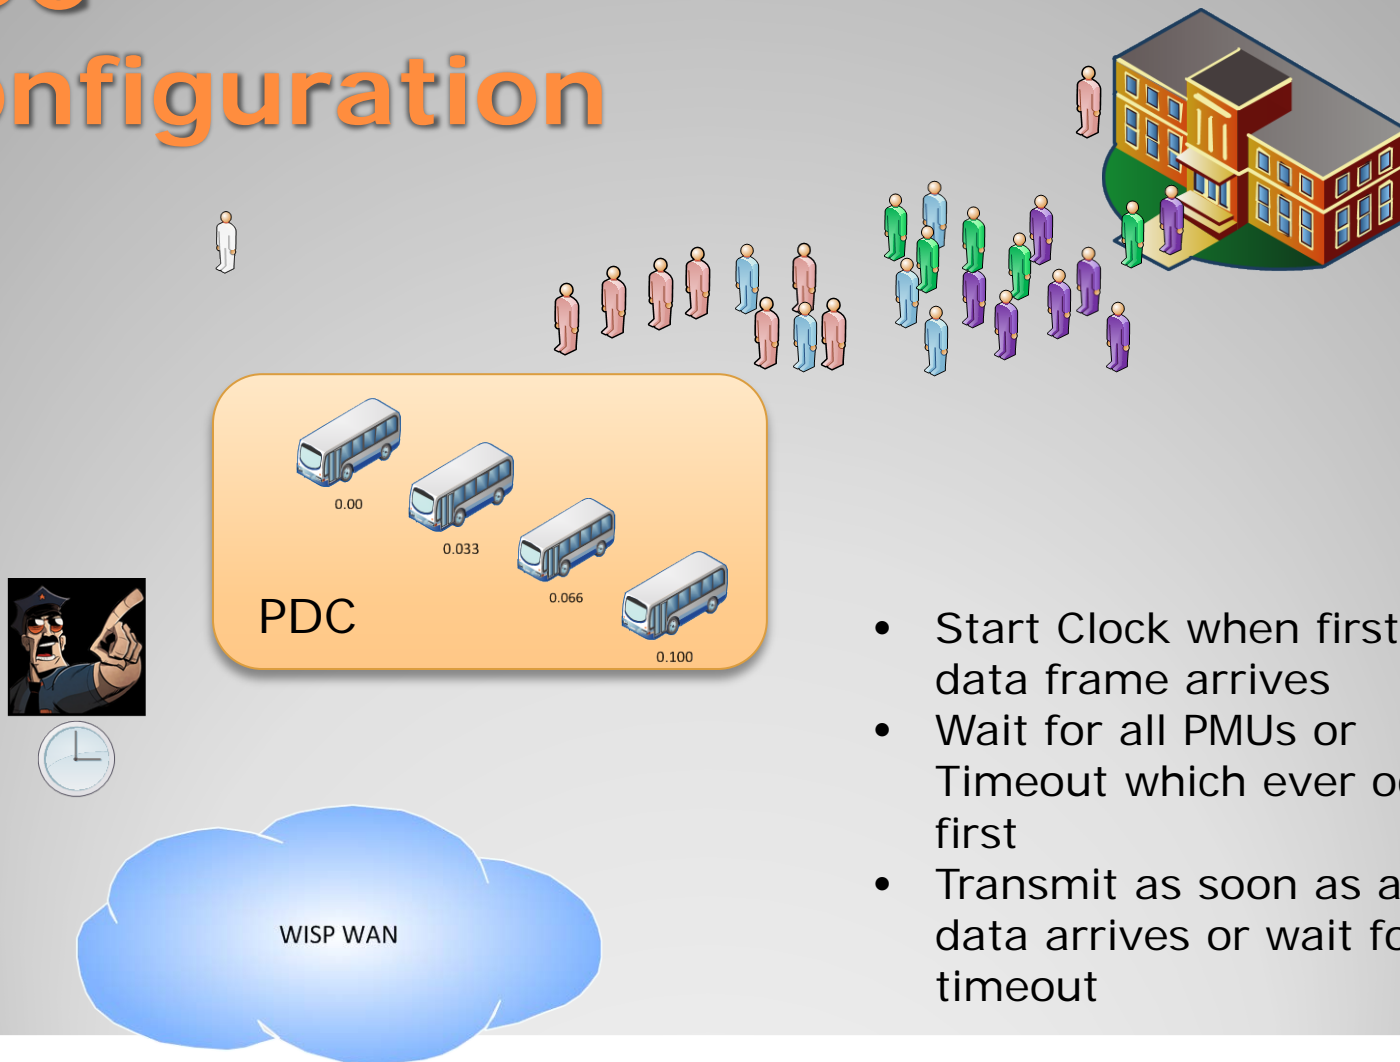 onfiguration
0.00
0.033
0.066
0.100
PDC
WISP WAN
• Start Clock when first
data frame arrives
• Wait for all PMUs or
Timeout which ever
first
• Transmit as soon as
data arrives or wait
timeout